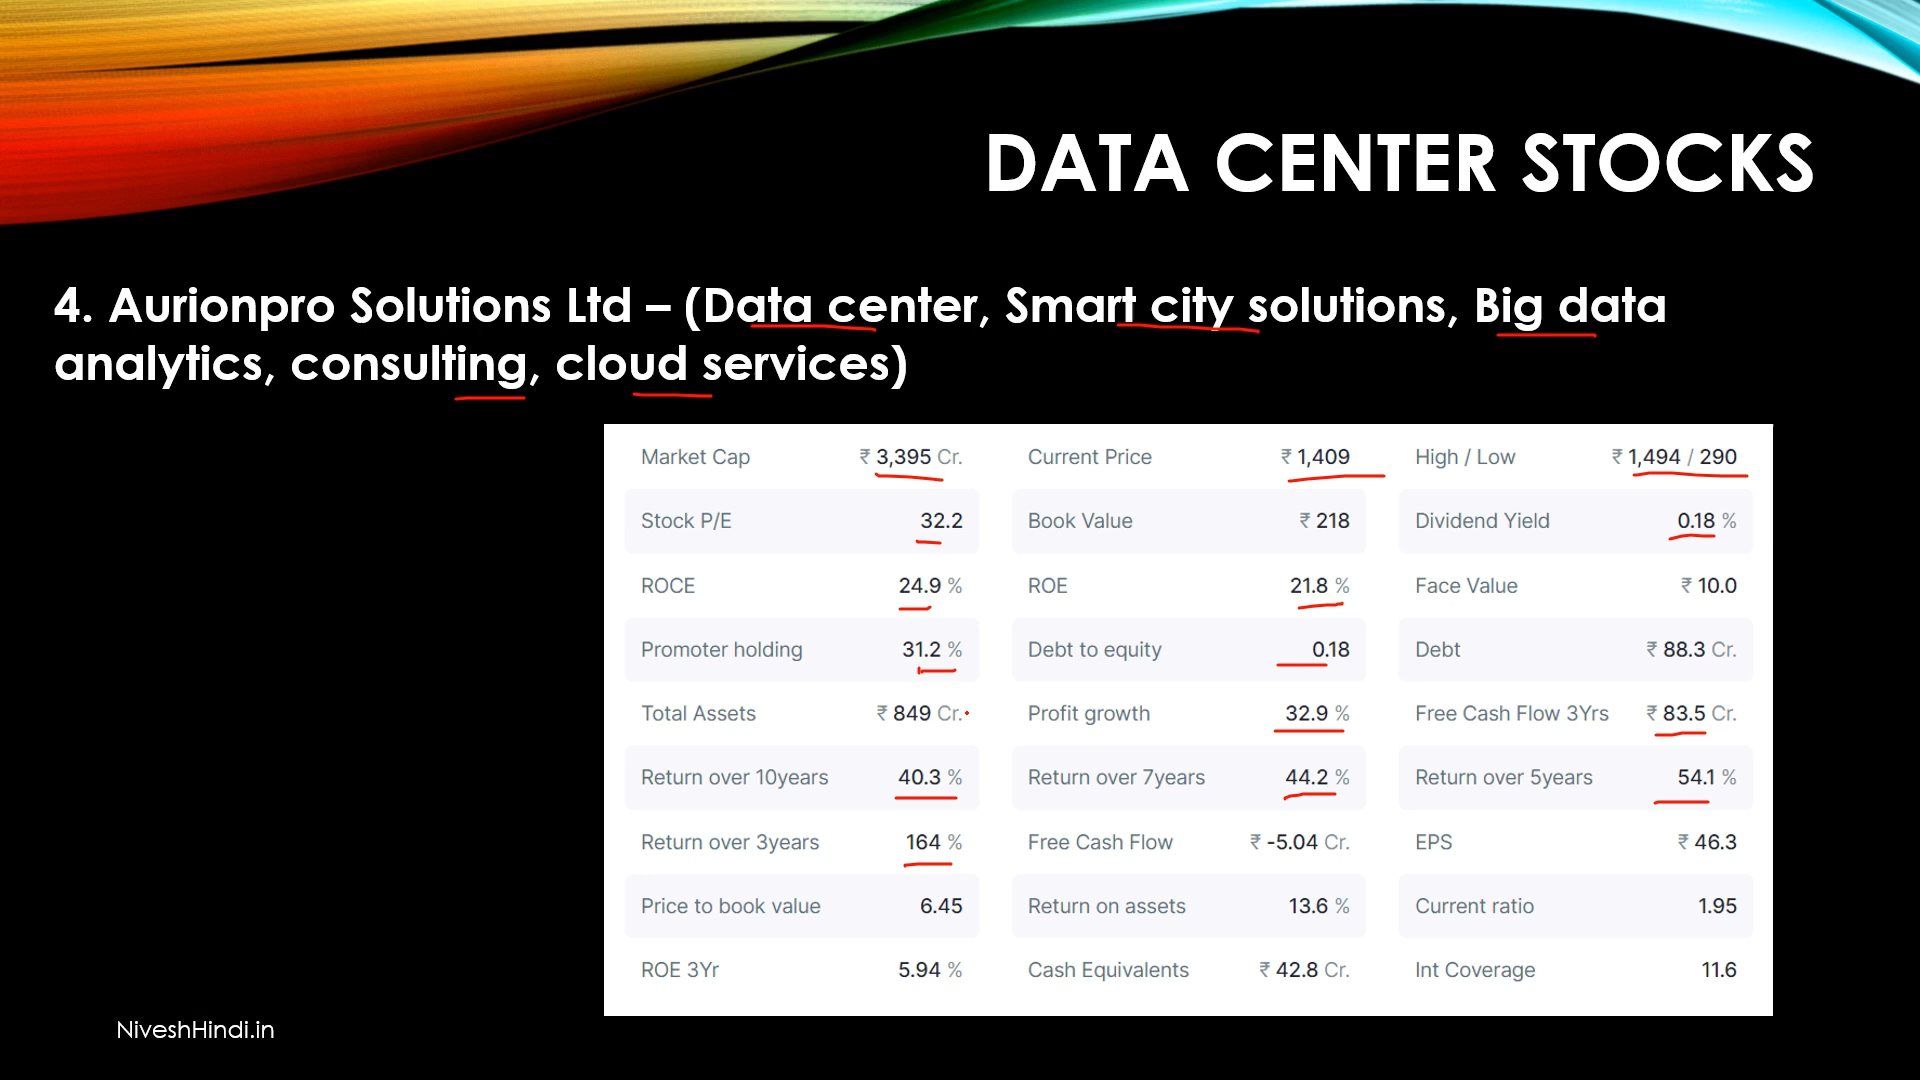 DATA CENTER STOCKS
4. Aurionpro Solutions Ltd – (Data center, Smart city solutions, Big data
analytics, consulting, cloud services)
Market Cap ₹ 3,395 Cr. Current Price ₹ 1,409 High / Low ₹ 1,494 / 290
Stock P/E 32.2 Book Value ₹ 218 Dividend Yield 0.18 %
ROCE 24.9 % ROE 21.8 % Face Value ₹ 10.0
Promoter holding 31.2 % Debt to equity 0.18 Debt ₹ 88.3 Cr.
Total Assets ₹ 849 Cr. Profit growth 32.9 % Free Cash Flow 3Yrs ₹ 83.5 Cr.
Return over 10years 40.3 % Return over 7years 44.2 % Return over 5years 54.1 %
Return over 3years 164 % Free Cash Flow ₹ -5.04 Cr. EPS ₹ 46.3
Price to book value 6.45 Return on assets 13.6 % Current ratio 1.95
ROE 3Yr 5.94 % Cash Equivalents ₹ 42.8 Cr. Int Coverage 11.6
NiveshHindi.in